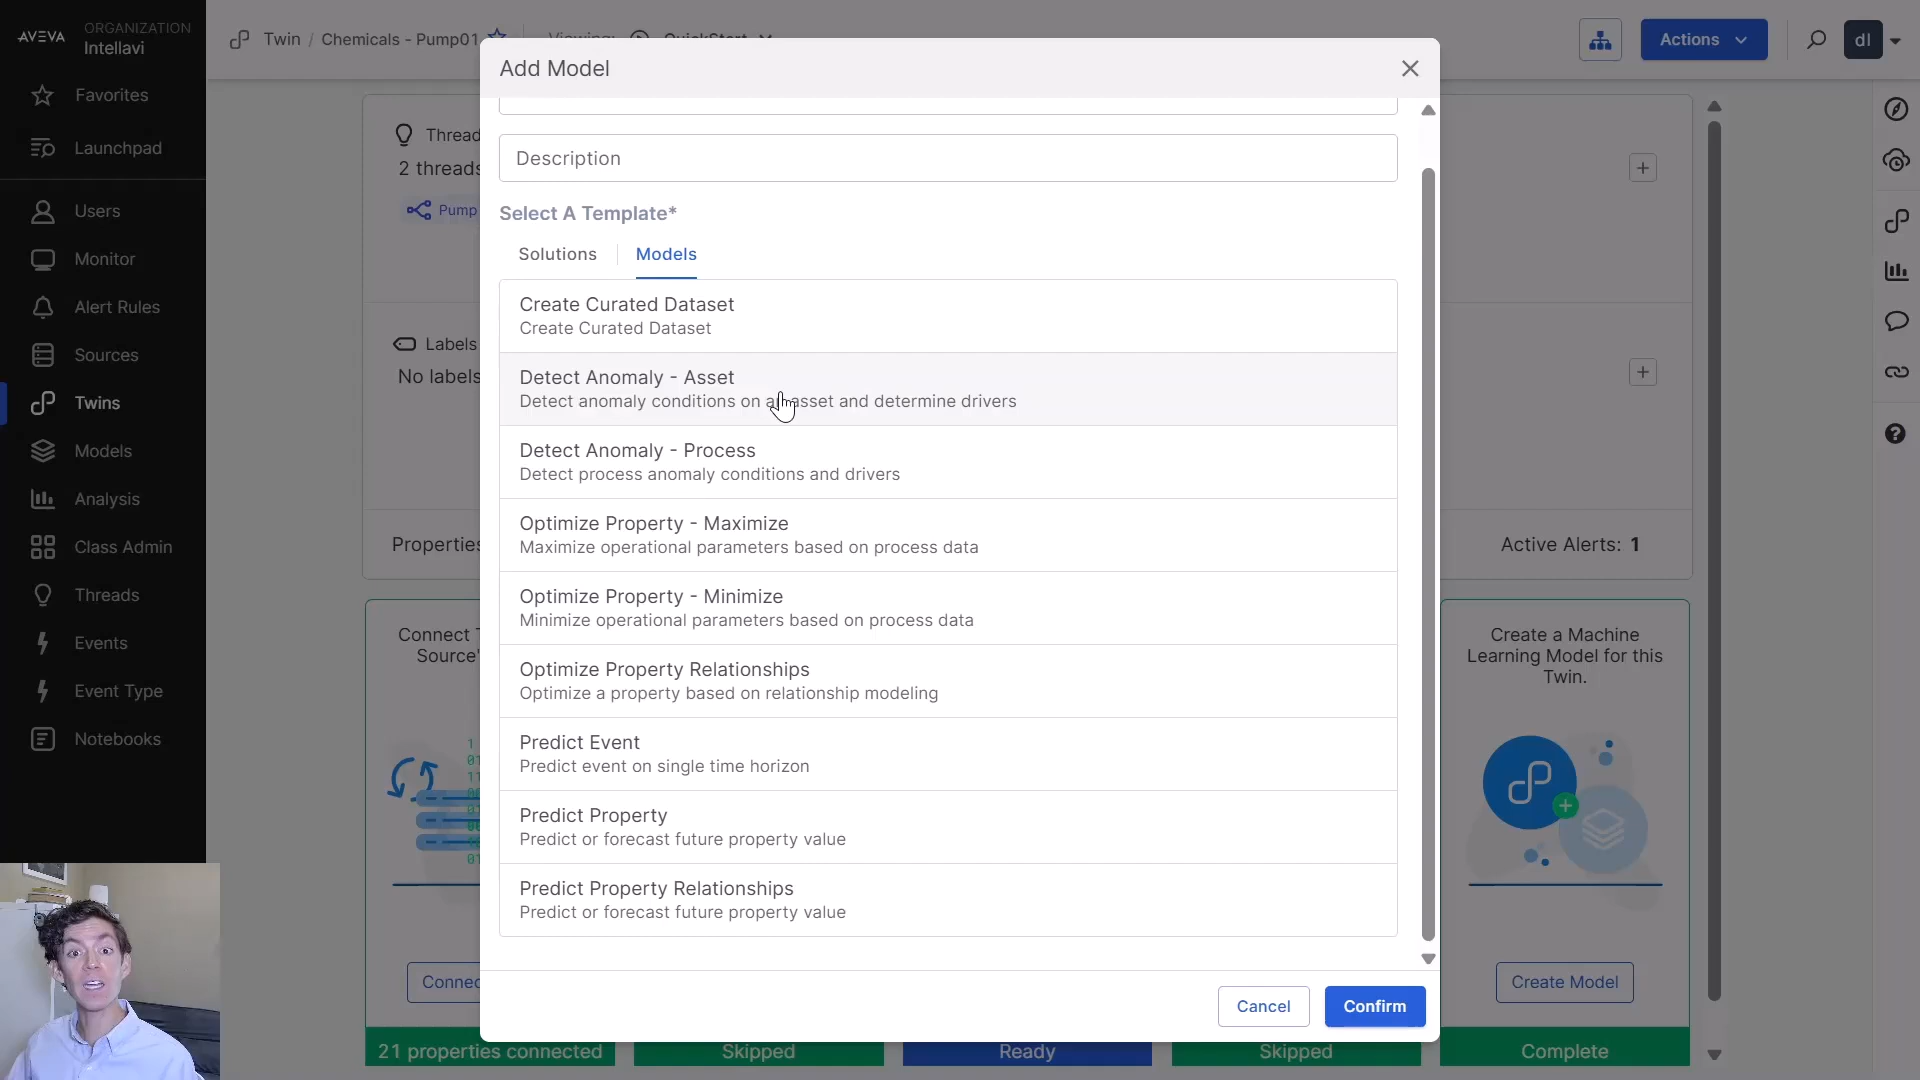 AVEVA
ORGANIZATION
Intellavi
Favorites
Launchpad
Users
Monitor
Alert Rules
Sources
Twins
Models
Analysis
Class Admin
Threads
Events
Event Type
Notebooks
Twin / Chemicals - Pump01
Viewing: QuickStart
Actions
dl
Thread
2 threads
Pump
Labels
No labels
Properties
Active Alerts: 1
Add Model
Description
Select A Template*
Solutions
Models
Create Curated Dataset
Create Curated Dataset
Detect Anomaly - Asset
Detect anomaly conditions on an asset and determine drivers
Detect Anomaly - Process
Detect process anomaly conditions and drivers
Optimize Property - Maximize
Maximize operational parameters based on process data
Optimize Property - Minimize
Minimize operational parameters based on process data
Optimize Property Relationships
Optimize a property based on relationship modeling
Predict Event
Predict event on single time horizon
Predict Property
Predict or forecast future property value
Predict Property Relationships
Predict or forecast future property value
Cancel
Confirm
Connect
Source'
Connec
Create a Machine
Learning Model for this
Twin.
Create Model
21 properties connected
Skipped
Ready
Skipped
Complete